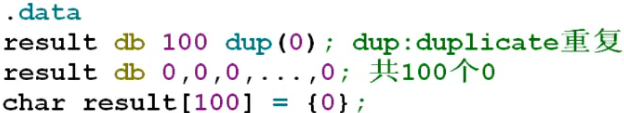 .data
result db 100 dup(0); dup:duplicate重复
result db 0,0,0,...,0; 共100个0
char result[100] = {0};